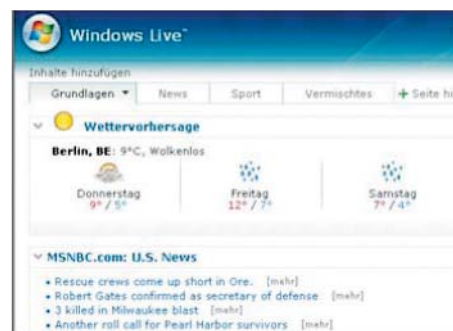 Windows Live™
Inhalte hinzufügen
Grundlagen News Sport Vermischtes + Seite hi
Wettervorhersage
Berlin, BE: 9°C, Wolkenlos
Donnerstag Freitag Samstag
9° / 5° 12° / 7° 7° / 4°
MSNBC.com: U.S. News
• Rescue crews come up short in Ore. [mehr]
• Robert Gates confirmed as secretary of defense [mehr]
• 3 killed in Milwaukee blast [mehr]
• Another roll call for Pearl Harbor survivors [mehr]